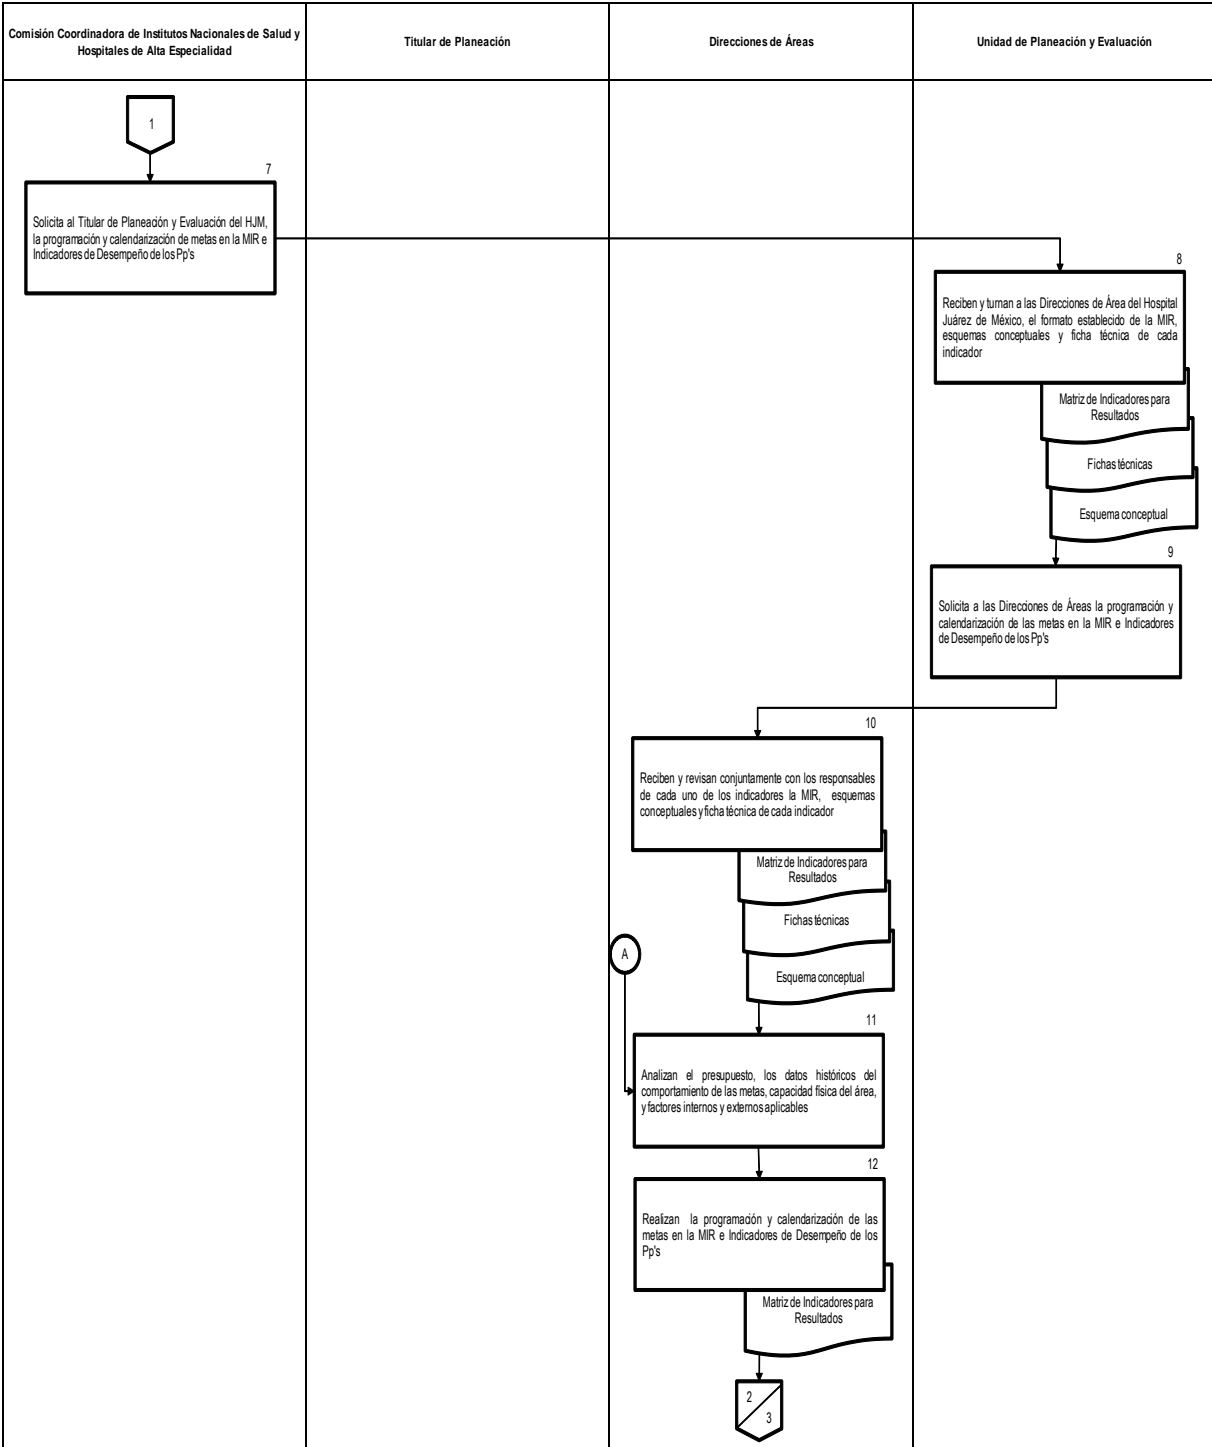 Comisión Coordinadora de Institutos Nacionales de Salud y
Hospitales de Alta Especialidad
Titular de Planeación
Direcciones de Áreas
Unidad de Planeación y Evaluación
1
7
Solicita al Titular de Planeación y Evaluación del HJM,
la programación y calendarización de metas en la MIR e
Indicadores de Desempeño de los Pp's
8
Reciben y turnan a las Direcciones de Área del Hospital
Juárez de México, el formato establecido de la MIR,
esquemas conceptuales y ficha técnica de cada
indicador
Matriz de Indicadores para
Resultados
Fichas técnicas
Esquema conceptual
9
Solicita a las Direcciones de Áreas la programación y
calendarización de las metas en la MIR e Indicadores
de Desempeño de los Pp's
10
Reciben y revisan conjuntamente con los responsables
de cada uno de los indicadores la MIR, esquemas
conceptuales y ficha técnica de cada indicador
Matriz de Indicadores para
Resultados
Fichas técnicas
Esquema conceptual
A
11
Analizan el presupuesto, los datos históricos del
comportamiento de las metas, capacidad física del área,
y factores internos y externos aplicables
12
Realizan la programación y calendarización de las
metas en la MIR e Indicadores de Desempeño de los
Pp's
Matriz de Indicadores para
Resultados
2
3